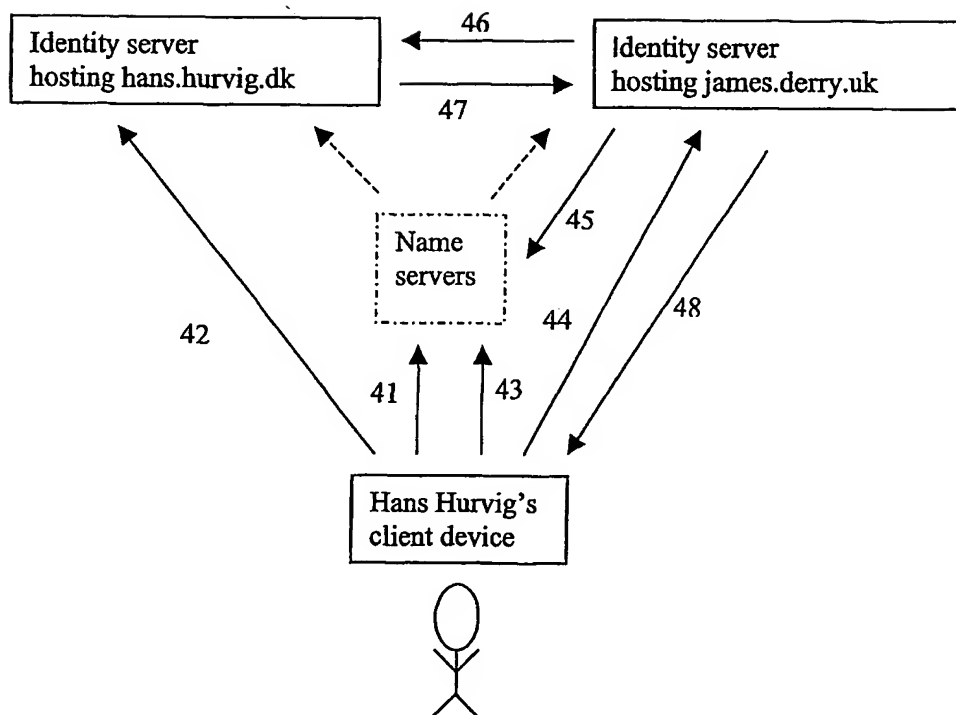 46
Identity server
hosting hans.hurvig.dk
Identity server
hosting james.derry.uk
47
Name
servers
45
42
44
48
41
43
Hans Hurvig's
client device